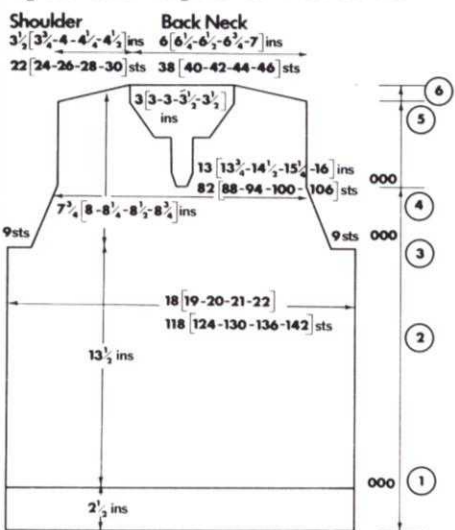 Shoulder Back Neck
3½[3¾-4-4¼-4½]ins 6[6¼-6½-6¾-7]ins
22[24-26-28-30]sts 38[40-42-44-46]sts
6
3[3-3-3½-3½]
ins
5
13[13¾-14½-15¼-16]ins
82[88-94-100-106]sts
000
7¾[8-8¼-8½-8¾]ins
4
9sts
9sts 000
3
18[19-20-21-22]
118[124-130-136-142]sts
2
13½ins
000 1
2½ins